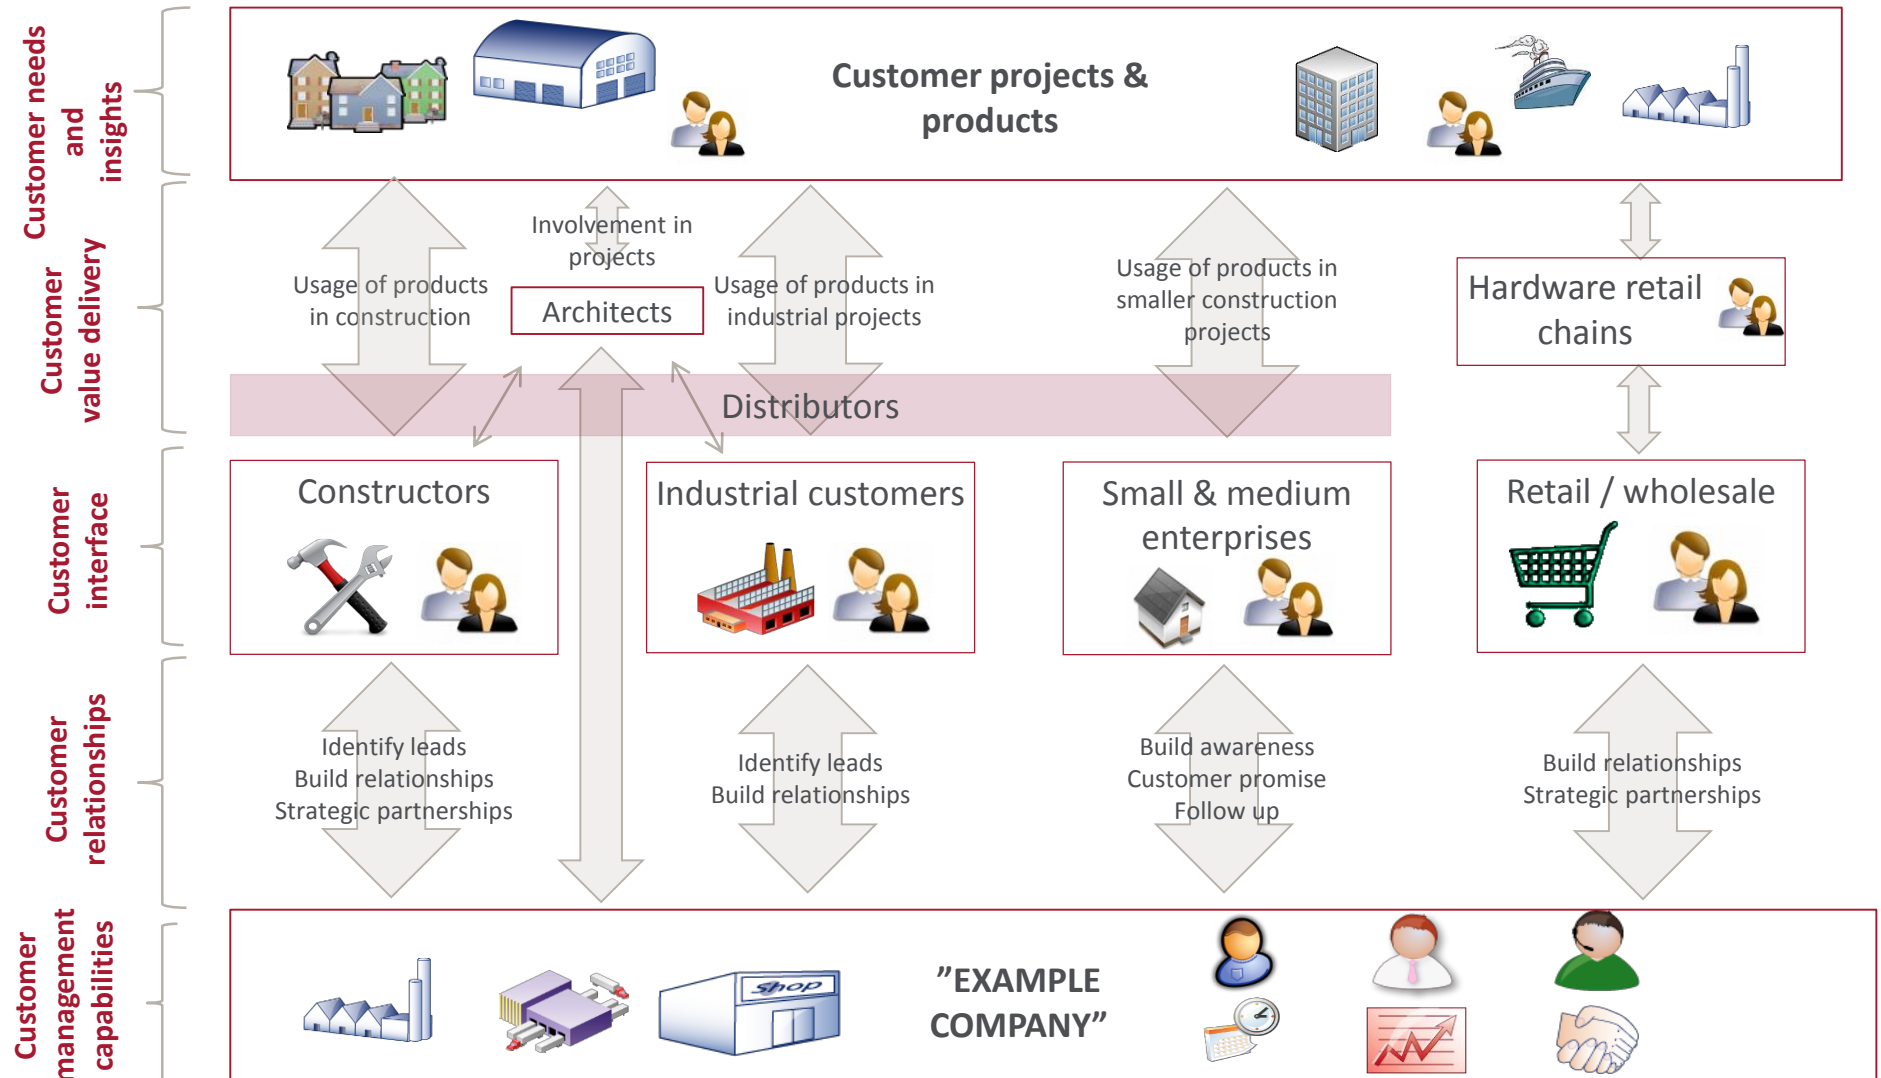 Customer needs
and
insights
Customer projects &
products
Customer
value delivery
Usage of products
in construction
Involvement in
projects
Architects
Usage of products in
industrial projects
Usage of products in
smaller construction
projects
Hardware retail
chains
Distributors
Customer
interface
Constructors
Industrial customers
Small & medium
enterprises
Retail / wholesale
Customer
relationships
Identify leads
Build relationships
Strategic partnerships
Identify leads
Build relationships
Build awareness
Customer promise
Follow up
Build relationships
Strategic partnerships
Customer
management
capabilities
Shop
”EXAMPLE
COMPANY”